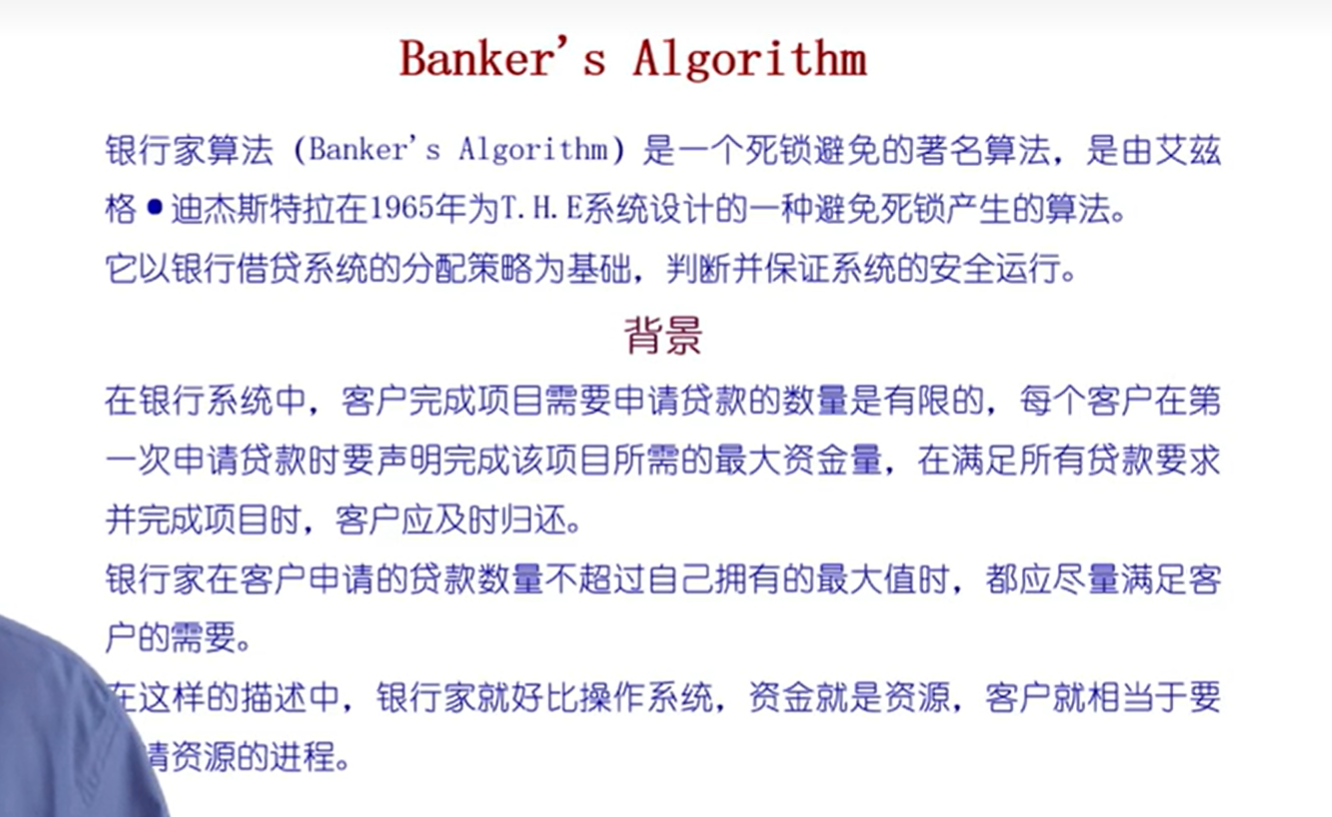 Banker's Algorithm
银行家算法（Banker's Algorithm）是一个死锁避免的著名算法，是由艾兹
格●迪杰斯特拉在1965年为T.H.E系统设计的一种避免死锁产生的算法。
它以银行借贷系统的分配策略为基础，判断并保证系统的安全运行。
背景
在银行系统中，客户完成项目需要申请贷款的数量是有限的，每个客户在第
一次申请贷款时要声明完成该项目所需的最大资金量，在满足所有贷款要求
并完成项目时，客户应及时归还。
银行家在客户申请的贷款数量不超过自己拥有的最大值时，都应尽量满足客
户的需要。
在这样的描述中，银行家就好比操作系统，资金就是资源，客户就相当于要
请资源的进程。